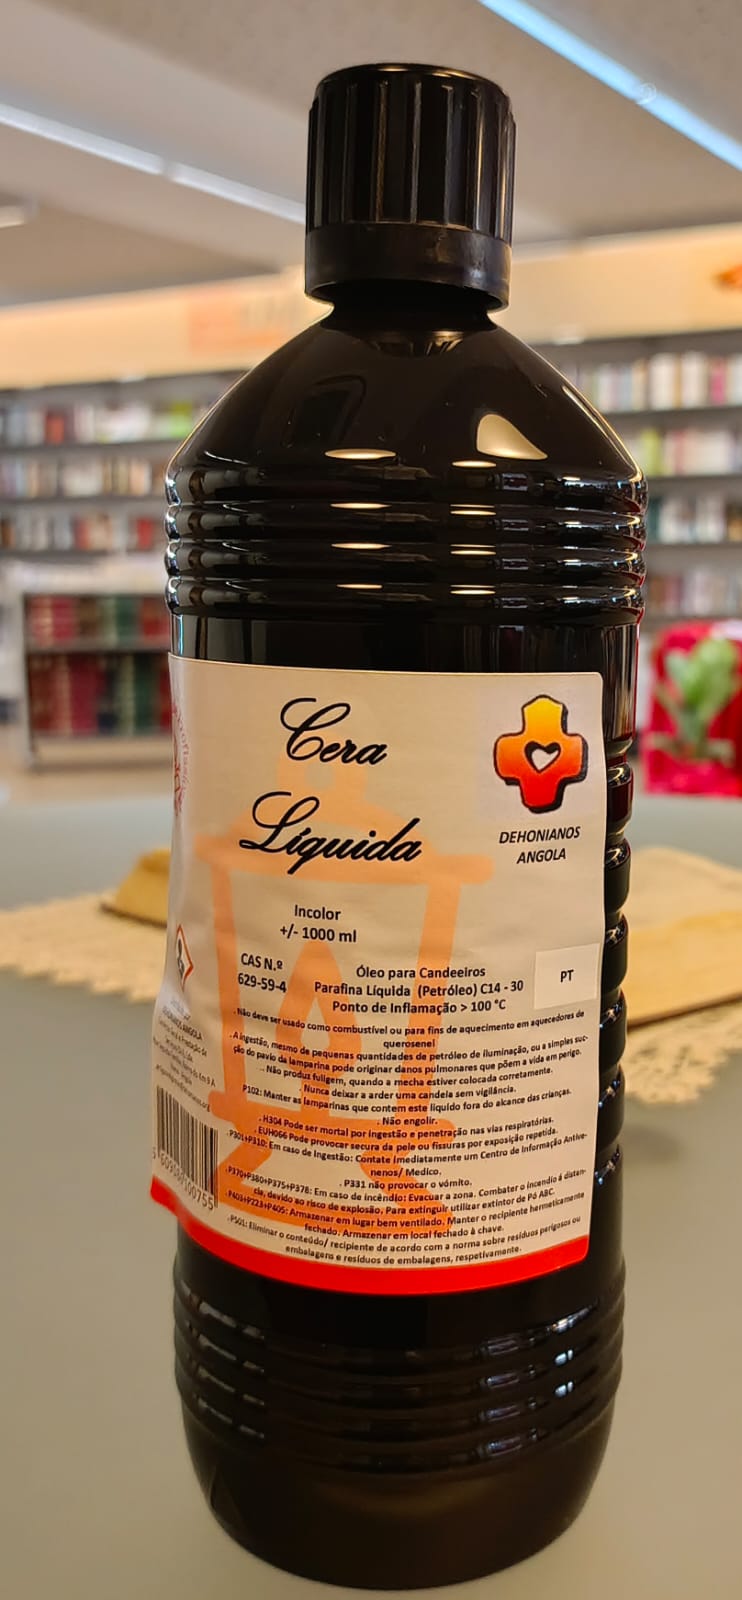 Cera
Líquida
DEHONIANOS
ANGOLA
Incolor
+/- 1000 ml
CAS N.º
629-59-4
Óleo para Candeeiros
Parafina Líquida (Petróleo) C14 - 30
Ponto de Inflamação > 100 °C
PT
. Não deve ser usado como combustível ou para fins de aquecimento em aquecedores de
querosene!
. A ingestão, mesmo de pequenas quantidades de petróleo de iluminação, ou a simples suc-
ção do pavio da lamparina pode originar danos pulmonares que põem a vida em perigo.
. Não produz fuligem, quando a mecha estiver colocada corretamente.
. Nunca deixar a arder uma candeia sem vigilância.
P102: Manter as lamparinas que contem este líquido fora do alcance das crianças.
. Não engolir.
. H304 Pode ser mortal por ingestão e penetração nas vias respiratórias.
. EUH066 Pode provocar secura da pele ou fissuras por exposição repetida.
. P301+P310: Em caso de Ingestão: Contate imediatamente um Centro de Informação Antive-
nenos/ Medico.
. P331 não provocar o vómito.
. P370+P380+P375+P378: Em caso de incêndio: Evacuar a zona. Combater o incêndio à distân-
cia, devido ao risco de explosão. Para extinguir utilizar extintor de Pó ABC.
. P403+P223+P405: Armazenar em lugar bem ventilado. Manter o recipiente hermeticamente
fechado. Armazenar em local fechado à chave.
. P501: Eliminar o conteúdo/ recipiente de acordo com a norma sobre resíduos perigosos ou
embalagens e resíduos de embalagens, respetivamente.
ANGOLA